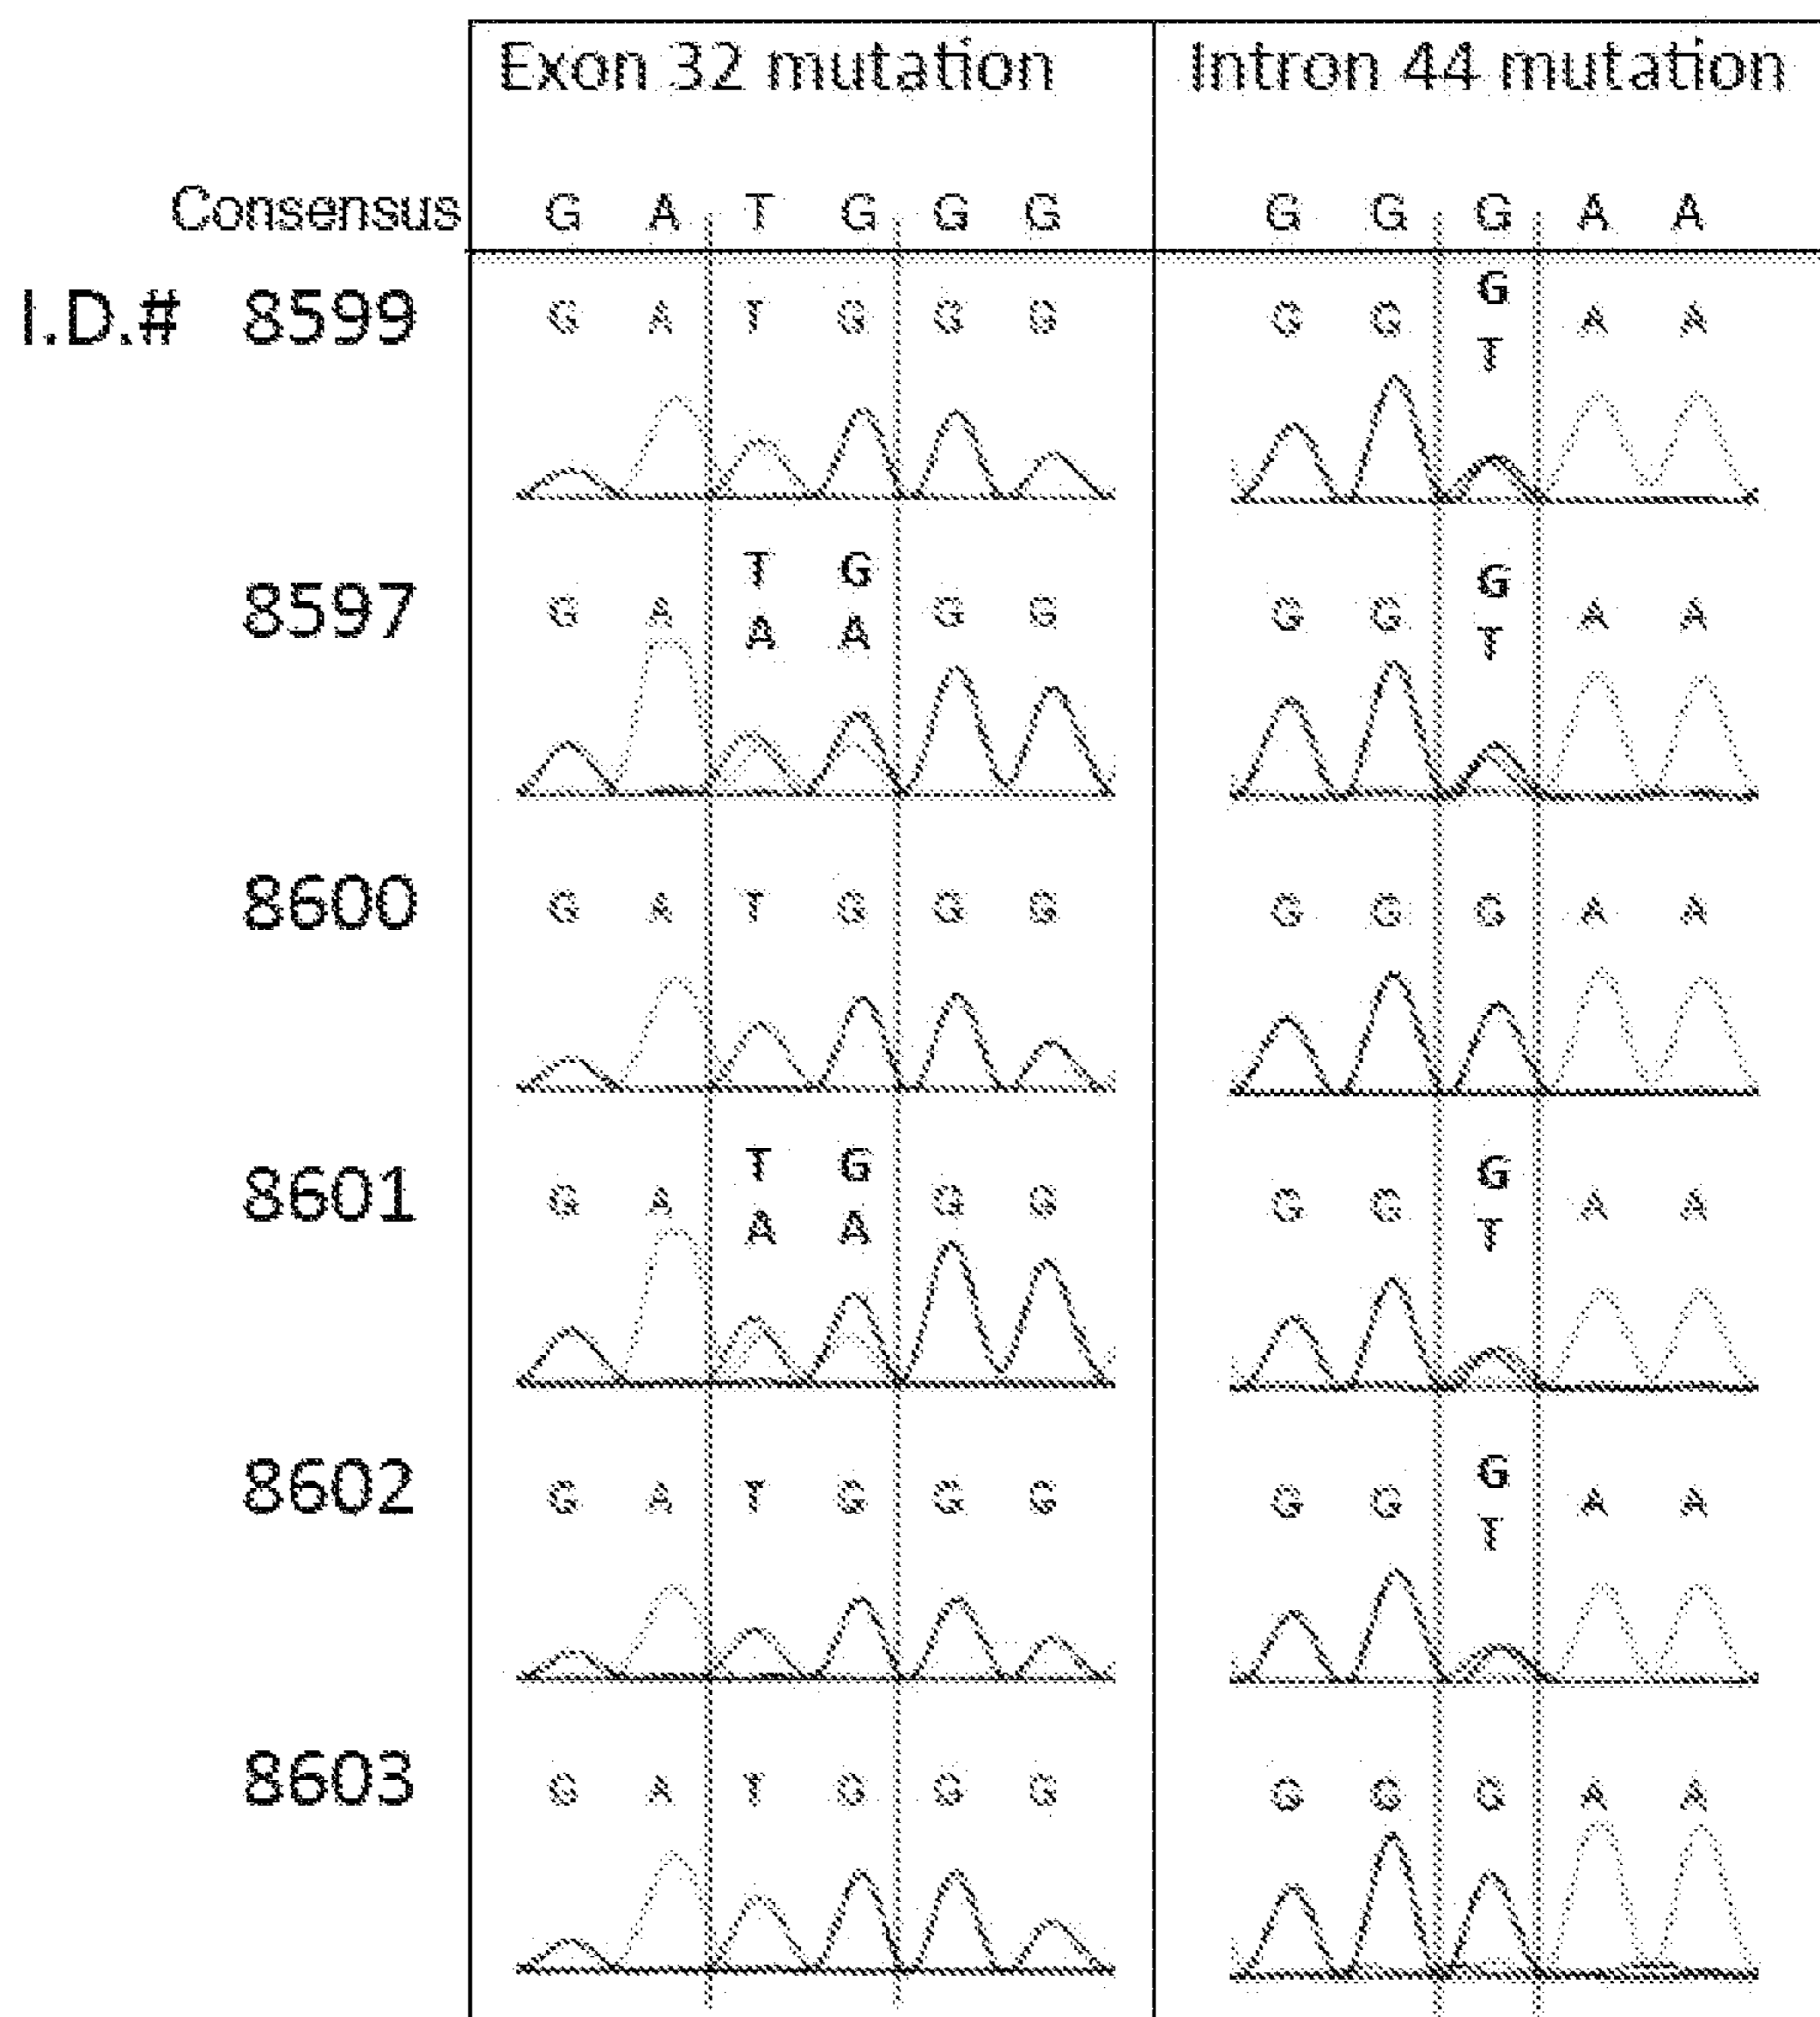 Exon 32 mutation Intron 44 mutation
Consensus G A T G G G G G G A A
I.D.# 8599 G A T G G G G G G A A
T
T G G
8597 G A G G G G A A
A A T
8600 G A T G G G G G G A A
T G G
8601 G A G G G G A A
A A T
G
8602 G A T G G G G G A A
T
8603 G A T G G G G G G A A